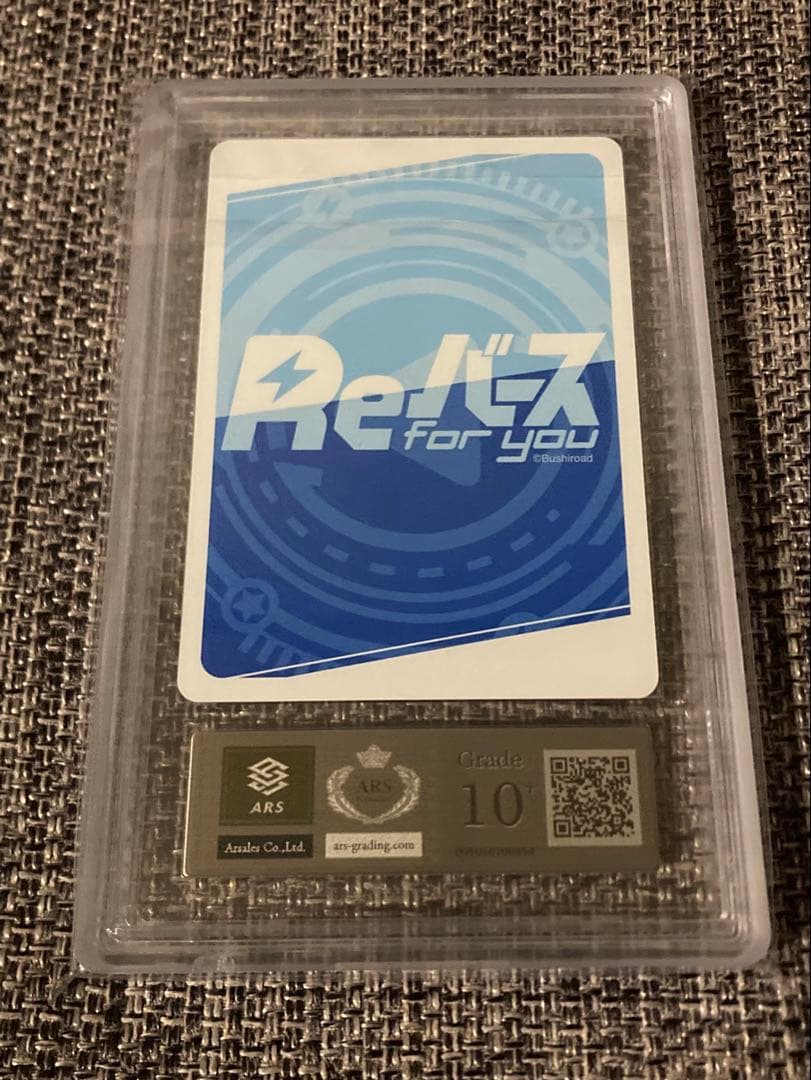 Reバース
for you
©Bushiroad
ARS
ARS
Grade
10+
Arsales Co.,Ltd.
ars-grading.com